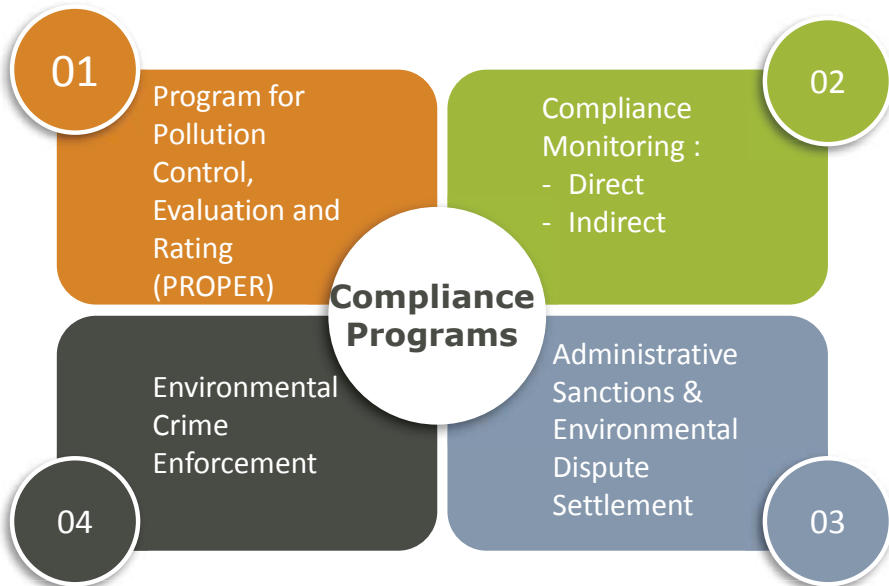 01
Program for
Pollution
Control,
Evaluation and
Rating
(PROPER)
02
Compliance
Monitoring :
- Direct
- Indirect
Compliance
Programs
Environmental
Crime
Enforcement
04
Administrative
Sanctions &
Environmental
Dispute
Settlement
03